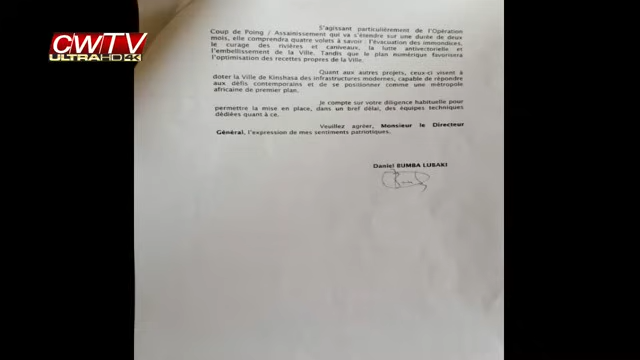 CWTV
ULTRA HD 4K
S'agissant particulièrement de l'Opération
Coup de Poing / Assainissement qui va s'étendre sur une durée de deux
mois, elle comprendra quatre volets à savoir : l'évacuation des immondices,
le curage des rivières et caniveaux, la lutte antivectorielle et
l'embellissement de la Ville. Tandis que le plan numérique favorisera
l'optimisation des recettes propres de la Ville.
Quant aux autres projets, ceux-ci visent à
doter la Ville de Kinshasa des infrastructures modernes, capable de répondre
aux défis contemporains et de se positionner comme une métropole
africaine de premier plan.
Je compte sur votre diligence habituelle pour
permettre la mise en place, dans un bref délai, des équipes techniques
dédiées quant à ce.
Veuillez agréer, Monsieur le Directeur
Général, l'expression de mes sentiments patriotiques.
Daniel BUMBA LUBAKI